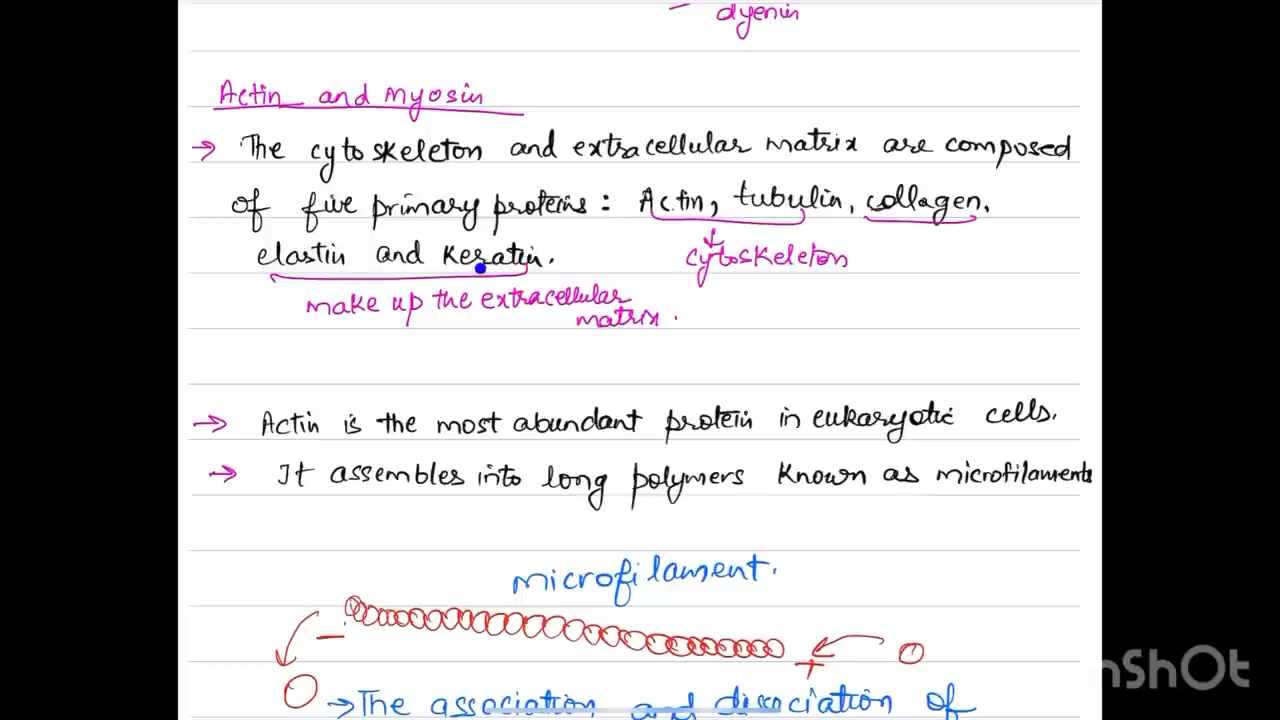 – dyenin
Actin and Myosin
→ The cytoskeleton and extracellular matrix are composed
of five primary proteins: Actin, tubulin, collagen,
elastin and Keratin.
cytoskeleton
make up the extracellular
matrix.
→ Actin is the most abundant protein in eukaryotic cells.
→ It assembles into long polymers known as microfilaments
microfilament.
– +
→ The association and dissociation of
nshOt